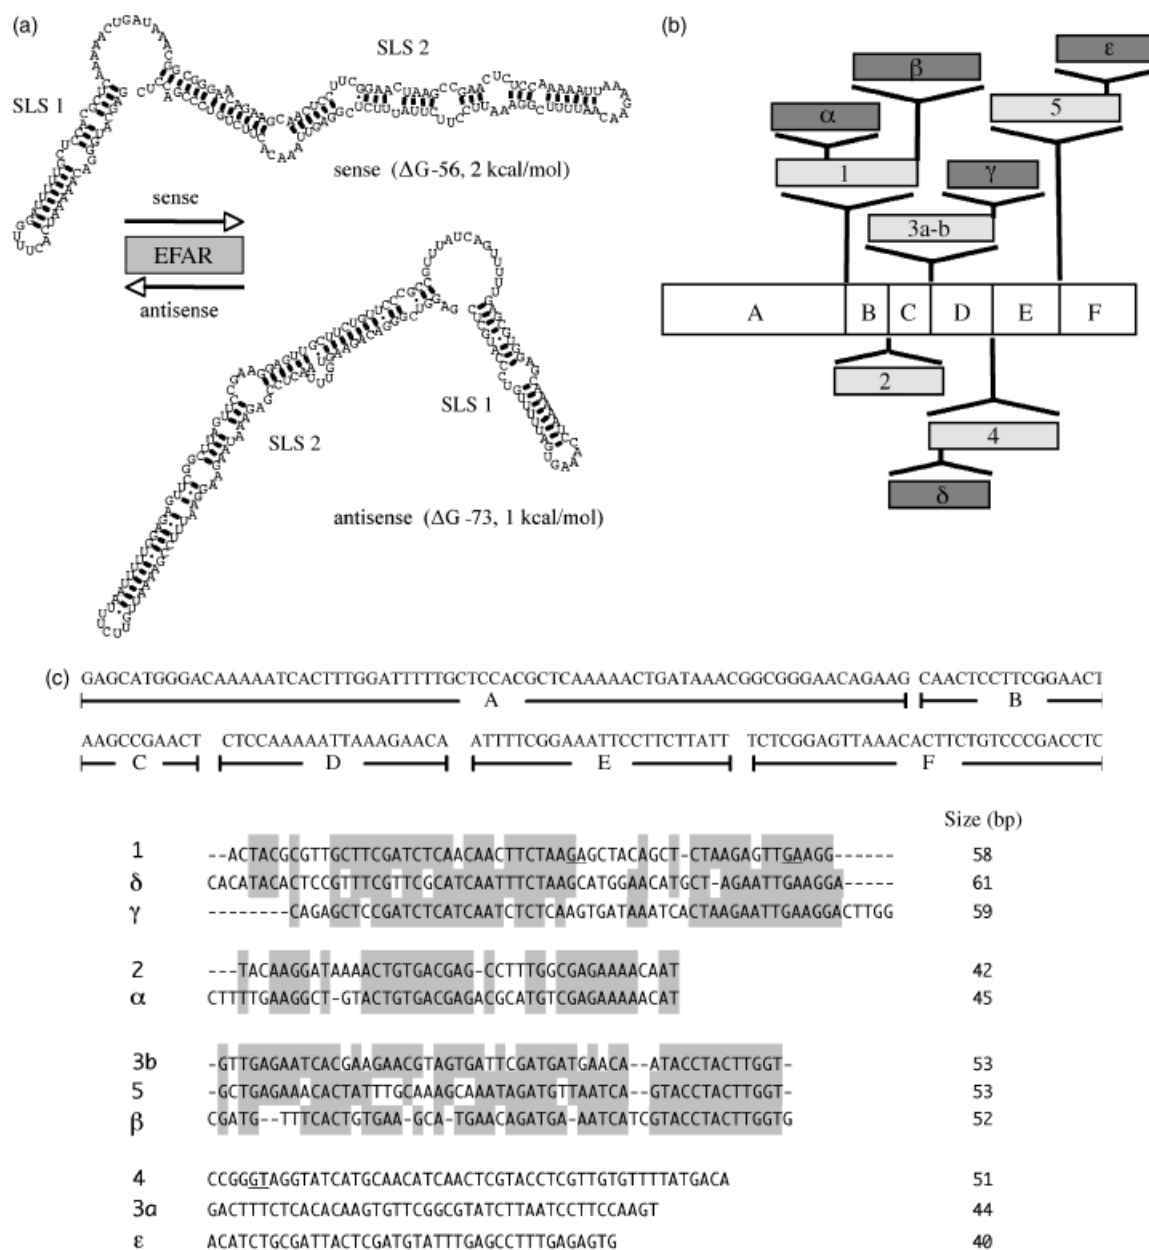 (a)
SLS 1
SLS 2
sense (ΔG-56, 2 kcal/mol)
sense
EFAR
antisense
SLS 1
SLS 2
antisense (ΔG -73, 1 kcal/mol)
(b)
ε
β
5
α
1
γ
3a-b
A B C D E F
2
4
δ
(c)
GAGCATGGGACAAAAATCACTTTGGATTTTTGCTCCACGCTCAAAAACTGATAAACGGCGGGAACAGAAG CAACTCCTTCGGAACT
A B
AAGCCGAACT CTCCAAAAATTAAAGAACA ATTTTCGGAAATTCCTTCTTATT TCTCGGAGTTAAACACTTCTGTCCCGACCTC
C D E F
Size (bp)
1 --ACTACGCGTTGCTTCGATCTCAACAACTTCTAAGAGCTACAGCT-CTAAGAGTTGAAGG------ 58
δ CACATACACTCCGTTTCGTTCGCATCAATTTCTAAGCATGGAACATGCT-AGAATTGAAGGA----- 61
γ --------CAGAGCTCCGATCTCATCAATCTCTCAAGTGATAAATCACTAAGAATTGAAGGACTTGG 59
2 ---TACAAGGATAAAACTGTGACGAG-CCTTTGGCGAGAAAACAAT 42
α CTTTTGAAGGCT-GTACTGTGACGAGACGCATGTCGAGAAAAACAT 45
3b -GTTGAGAATCACGAAGAACGTAGTGATTCGATGATGAACA--ATACCTACTTGGT- 53
5 -GCTGAGAAACACTATTTGCAAAGCAAATAGATGTTAATCA--GTACCTACTTGGT- 53
β CGATG--TTTCACTGTGAA-GCA-TGAACAGATGA-AATCATCGTACCTACTTGGTG 52
4 CCGGGTAGGTATCATGCAACATCAACTCGTACCTCGTTGTGTTTTATGACA 51
3a GACTTTCTCACACAAGTGTTCGGCGTATCTTAATCCTTCCAAGT 44
ε ACATCTGCGATTACTCGATGTATTTGAGCCTTTGAGAGTG 40